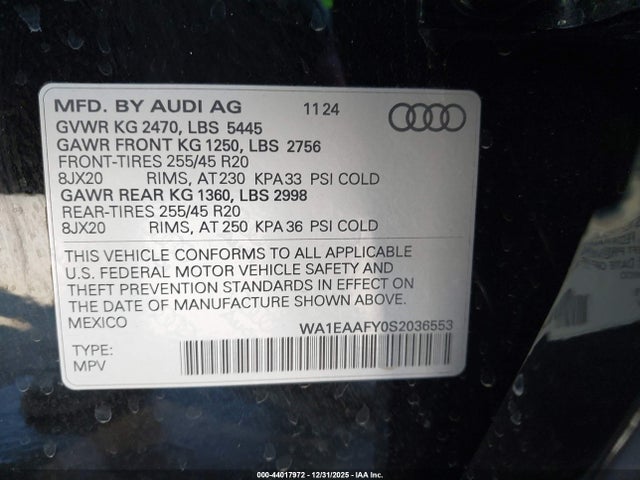 MFD. BY AUDI AG 11 24
GVWR KG 2470, LBS 5445
GAWR FRONT KG 1250, LBS 2756
FRONT-TIRES 255/45 R20
8JX20 RIMS, AT 230 KPA 33 PSI COLD
GAWR REAR KG 1360, LBS 2998
REAR-TIRES 255/45 R20
8JX20 RIMS, AT 250 KPA 36 PSI COLD
THIS VEHICLE CONFORMS TO ALL APPLICABLE
U.S. FEDERAL MOTOR VEHICLE SAFETY AND
THEFT PREVENTION STANDARDS IN EFFECT ON
THE DATE OF MANUFACTURE SHOWN ABOVE.
MEXICO WA1EAAFY0S2036553
TYPE:
MPV
000-44017972 - 12/31/2025 - IAA Inc.